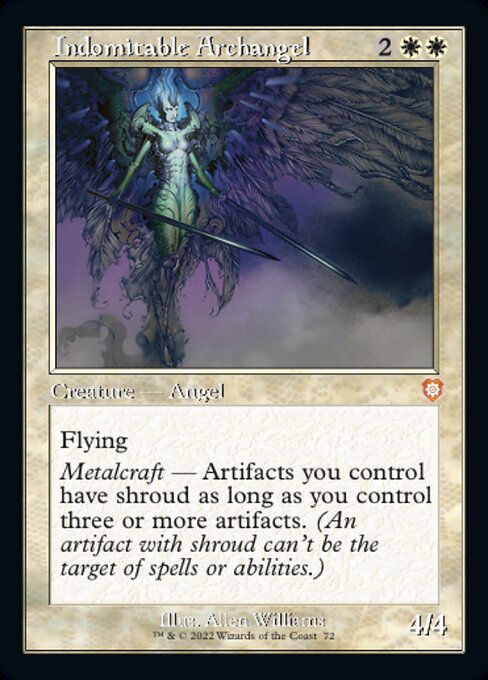 Indomitable Archangel 2
Creature — Angel
Flying
Metalcraft — Artifacts you control
have shroud as long as you control
three or more artifacts. (An
artifact with shroud can't be the
target of spells or abilities.)
Illus. Allen Williams
™ & © 2022 Wizards of the Coast 72
4/4